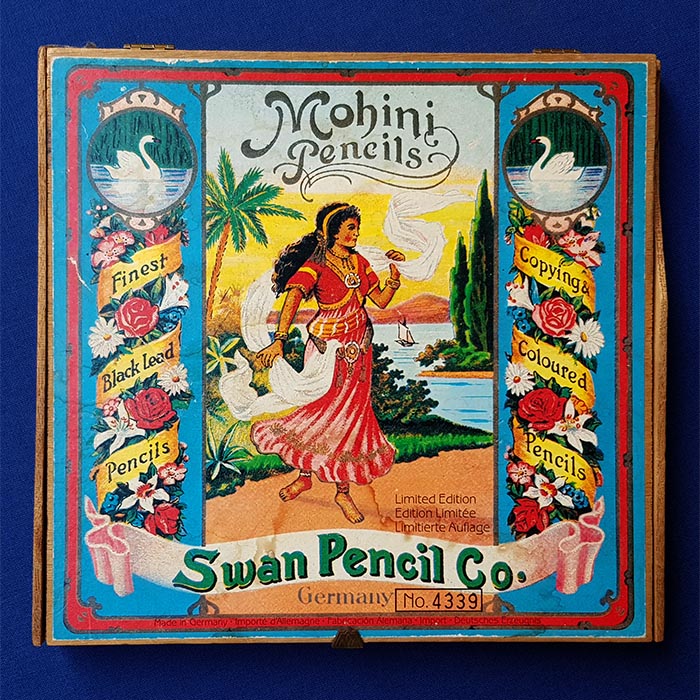 Mohini
Pencils
Finest
Black Lead
Pencils
Copying &
Coloured
Pencils
Limited Edition
Edition Limitée
Limitierte Auflage
Swan Pencil Co.
Germany
No. 4339
Made in Germany · Importé d'Allemagne · Fabricación Alemana · Import · Deutsches Erzeugnis